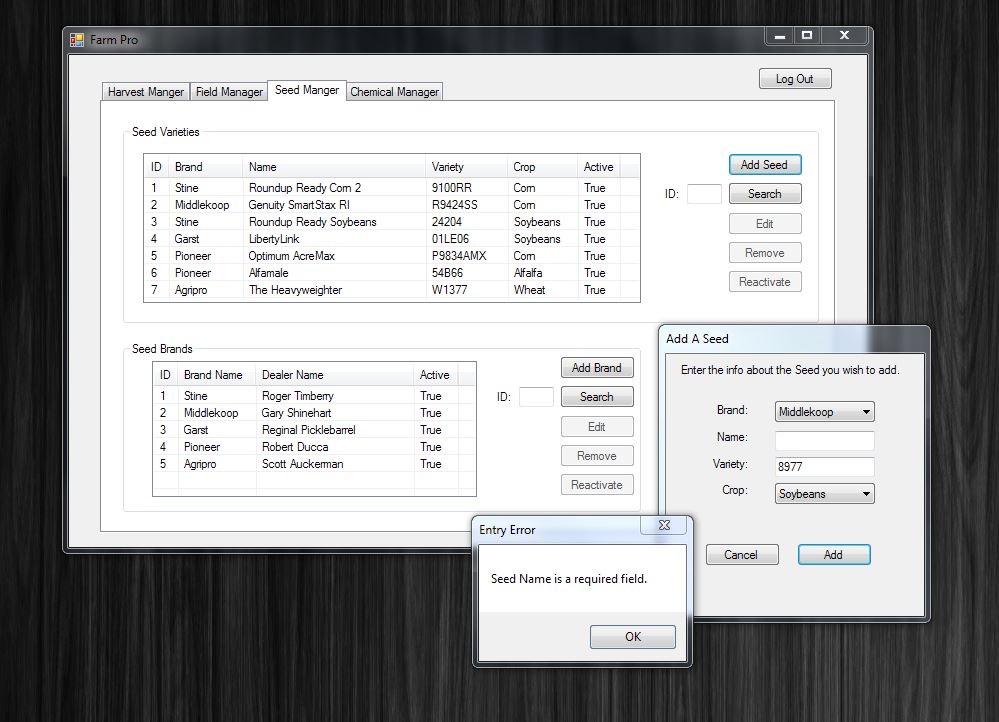 Farm Pro
Log Out
Harvest Manger Field Manager Seed Manger Chemical Manager
Seed Varieties
ID Brand Name Variety Crop Active
1 Stine Roundup Ready Corn 2 9100RR Corn True
2 Middlekoop Genuity SmartStax RI R9424SS Corn True
3 Stine Roundup Ready Soybeans 24204 Soybeans True
4 Garst LibertyLink 01LE06 Soybeans True
5 Pioneer Optimum AcreMax P9834AMX Corn True
6 Pioneer Alfamale 54B66 Alfalfa True
7 Agripro The Heavyweighter W1377 Wheat True
Add Seed
ID: Search
Edit
Remove
Reactivate
Seed Brands
ID Brand Name Dealer Name Active
1 Stine Roger Timberry True
2 Middlekoop Gary Shinehart True
3 Garst Reginal Picklebarrel True
4 Pioneer Robert Ducca True
5 Agripro Scott Auckerman True
Add Brand
ID: Search
Edit
Remove
Reactivate
Add A Seed
Enter the info about the Seed you wish to add.
Brand: Middlekoop
Name:
Variety: 8977
Crop: Soybeans
Cancel Add
Entry Error
Seed Name is a required field.
OK